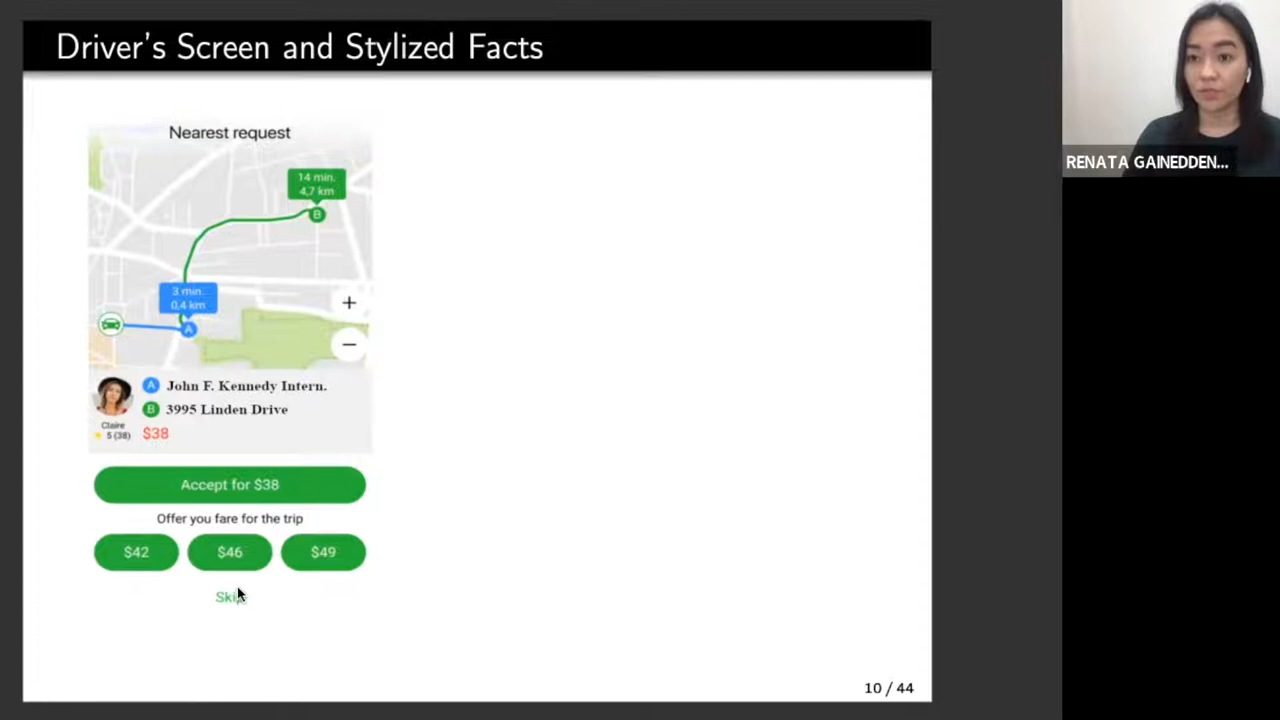 Driver's Screen and Stylized Facts
Nearest request
14 min.
4,7 km
B
3 min.
0,4 km
A
+
−
A John F. Kennedy Intern.
B 3995 Linden Drive
Claire
5 (38)
$38
Accept for $38
Offer you fare for the trip
$42 $46 $49
10 / 44
RENATA GAINEDDEN...